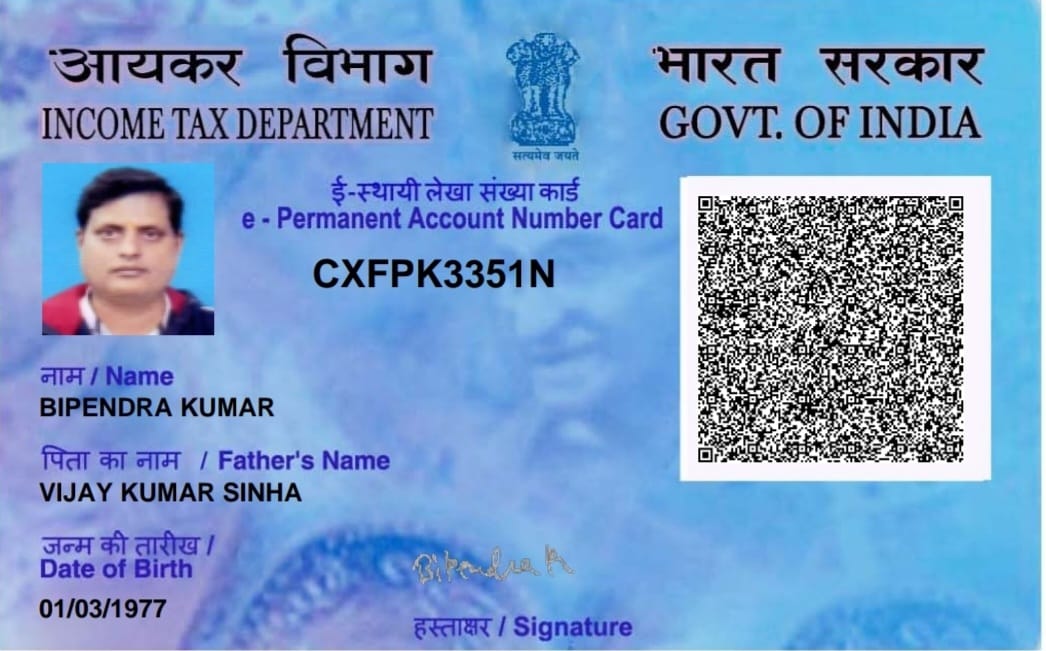 आयकर विभाग
INCOME TAX DEPARTMENT
भारत सरकार
GOVT. OF INDIA
सत्यमेव जयते
ई-स्थायी लेखा संख्या कार्ड
e - Permanent Account Number Card
CXFPK3351N
नाम / Name
BIPENDRA KUMAR
पिता का नाम / Father's Name
VIJAY KUMAR SINHA
जन्म की तारीख /
Date of Birth
01/03/1977
Bipendra K
हस्ताक्षर / Signature